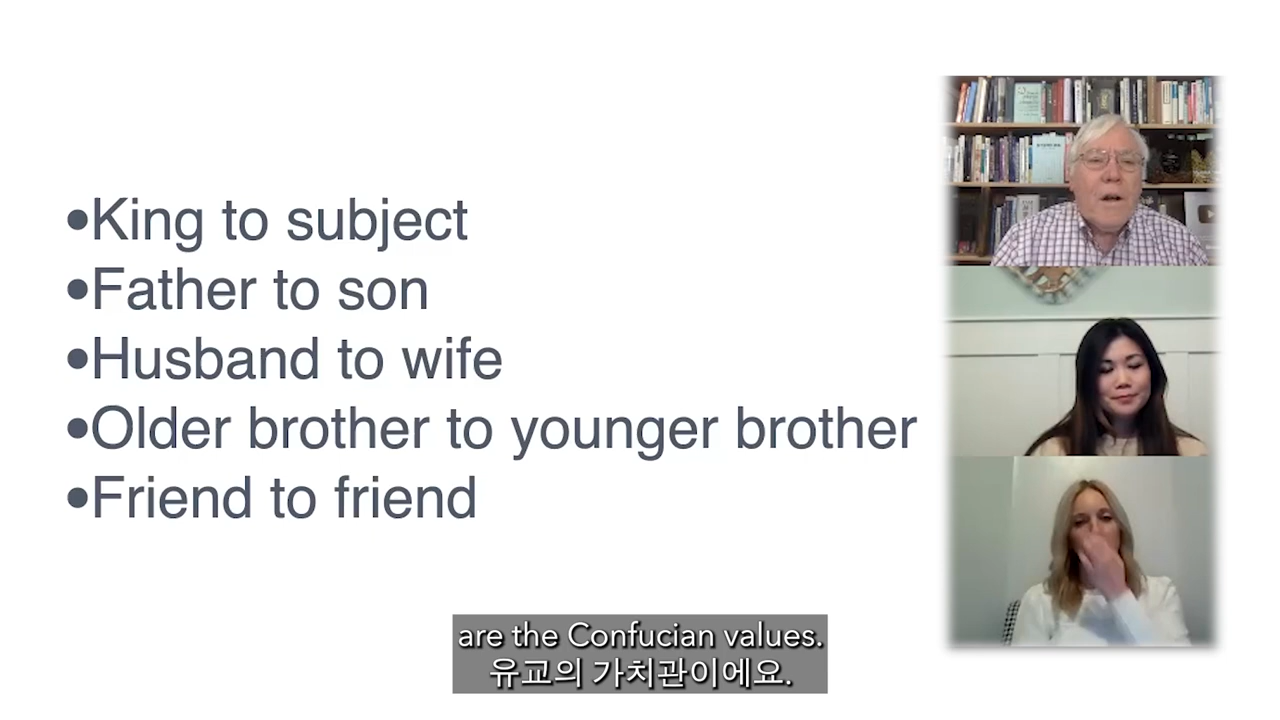 •King to subject
•Father to son
•Husband to wife
•Older brother to younger brother
•Friend to friend
are the Confucian values.
유교의 가치관이에요.